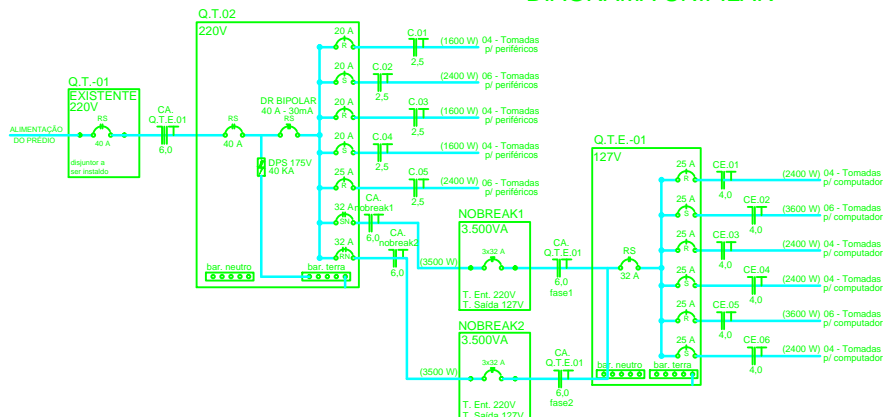 Q.T.02
220V
Q.T.-01
EXISTENTE
220V
RS
40 A
disjuntor a
ser instaldo
ALIMENTAÇÃO
DO PRÉDIO
CA.
Q.T.E.01
6,0
RS
40 A
DR BIPOLAR
40 A - 30mA
RS
DPS 175V
40 KA
bar. neutro
bar. terra
20 A
R
C.01
2,5
(1600 W) 04 - Tomadas
p/ periféricos
20 A
S
C.02
2,5
(2400 W) 06 - Tomadas
p/ periféricos
20 A
R
C.03
2,5
(1600 W) 04 - Tomadas
p/ periféricos
20 A
S
C.04
2,5
(1600 W) 04 - Tomadas
p/ periféricos
25 A
R
C.05
2,5
(2400 W) 06 - Tomadas
p/ periféricos
32 A
SN
CA.
nobreak1
6,0
32 A
RN
CA.
nobreak2
6,0
(3500 W)
NOBREAK1
3.500VA
3x32 A
T. Ent. 220V
T. Saída 127V
CA.
Q.T.E.01
6,0
fase1
(3500 W)
NOBREAK2
3.500VA
3x32 A
T. Ent. 220V
T. Saída 127V
CA.
Q.T.E.01
6,0
fase2
Q.T.E.-01
127V
RS
32 A
bar. neutro
bar. terra
25 A
R
CE.01
4,0
(2400 W) 04 - Tomadas
p/ computador
25 A
S
CE.02
4,0
(3600 W) 06 - Tomadas
p/ computador
25 A
R
CE.03
4,0
(2400 W) 04 - Tomadas
p/ computador
25 A
S
CE.04
4,0
(2400 W) 04 - Tomadas
p/ computador
25 A
R
CE.05
4,0
(3600 W) 06 - Tomadas
p/ computador
25 A
S
CE.06
4,0
(2400 W) 04 - Tomadas
p/ computador